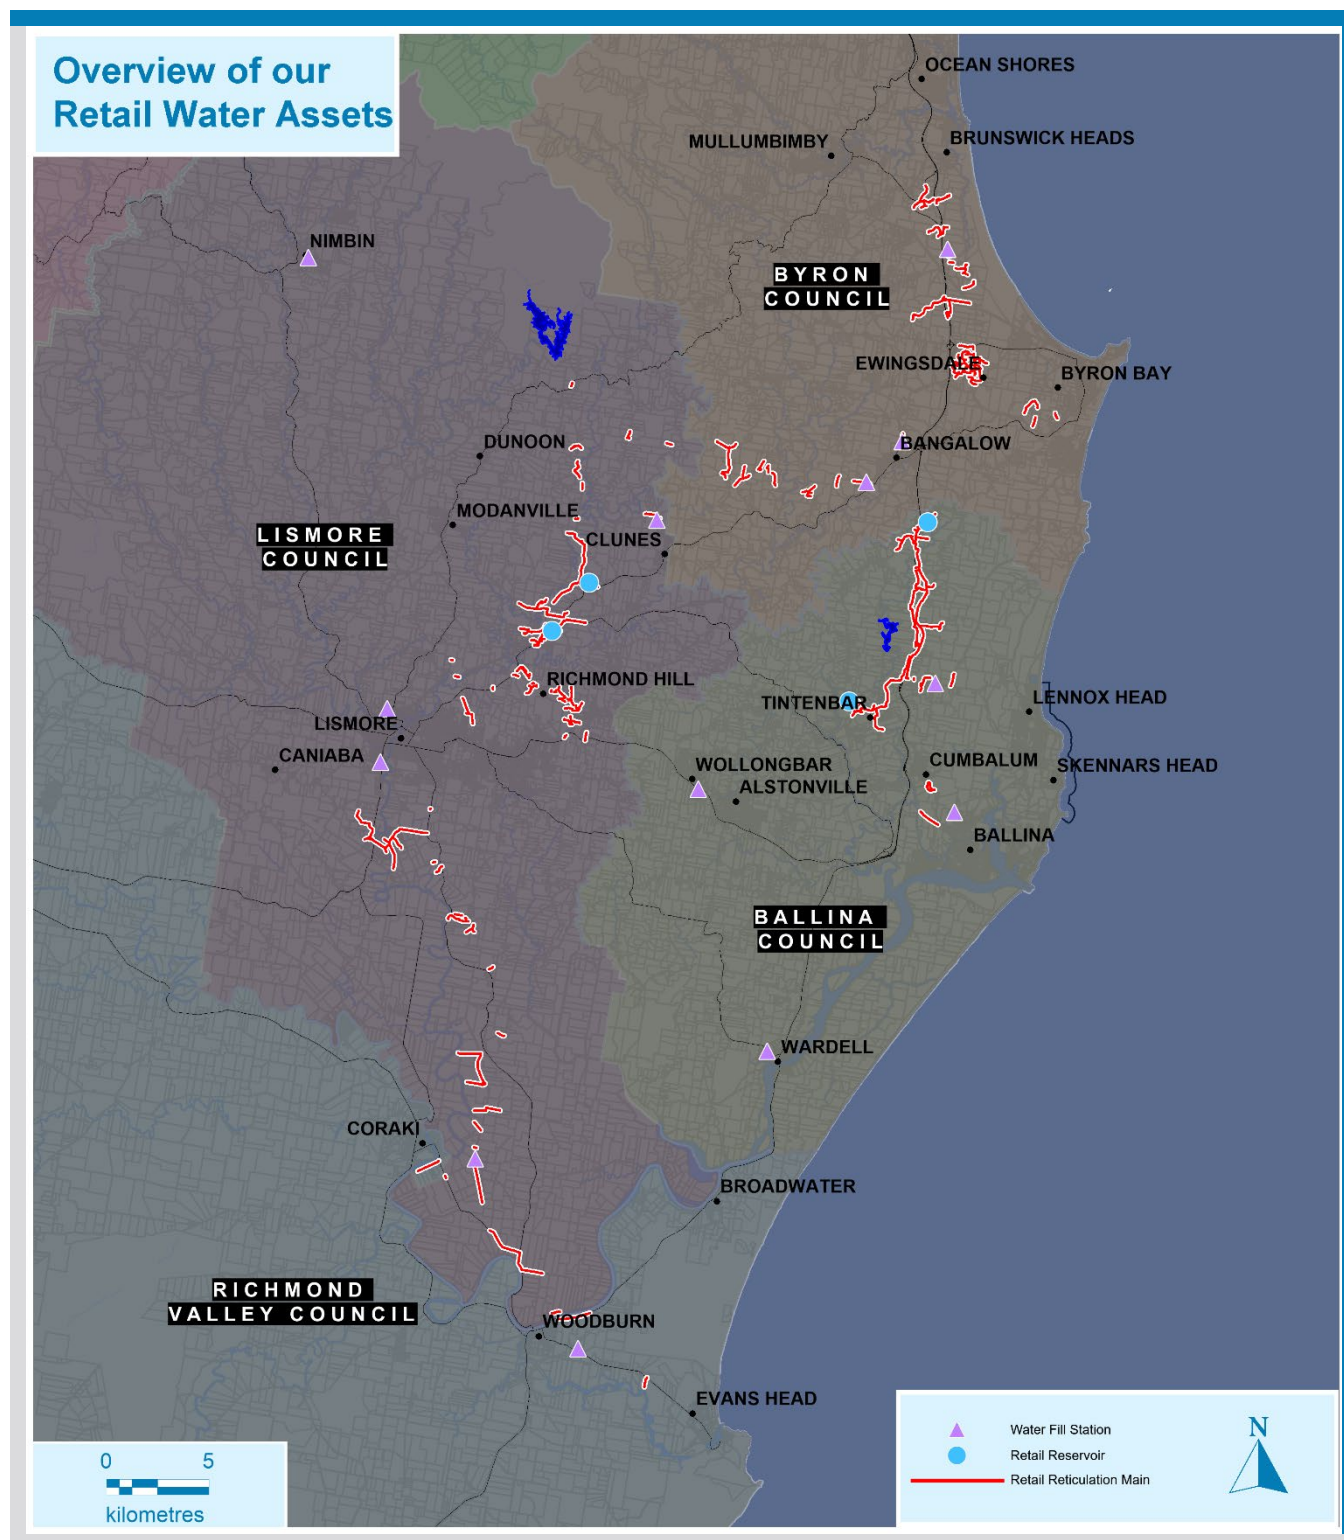 Overview of our
Retail Water Assets
OCEAN SHORES
MULLUMBIMBY
BRUNSWICK HEADS
NIMBIN
BYRON
COUNCIL
EWINGSDALE
BYRON BAY
DUNOON
BANGALOW
MODANVILLE
LISMORE
COUNCIL
CLUNES
RICHMOND HILL
TINTENBAR
LENNOX HEAD
LISMORE
CANIABA
WOLLONGBAR
CUMBALUM
SKENNARS HEAD
ALSTONVILLE
BALLINA
BALLINA
COUNCIL
WARDELL
CORAKI
BROADWATER
RICHMOND
VALLEY COUNCIL
WOODBURN
EVANS HEAD
0 5
kilometres
Water Fill Station
Retail Reservoir
Retail Reticulation Main
N